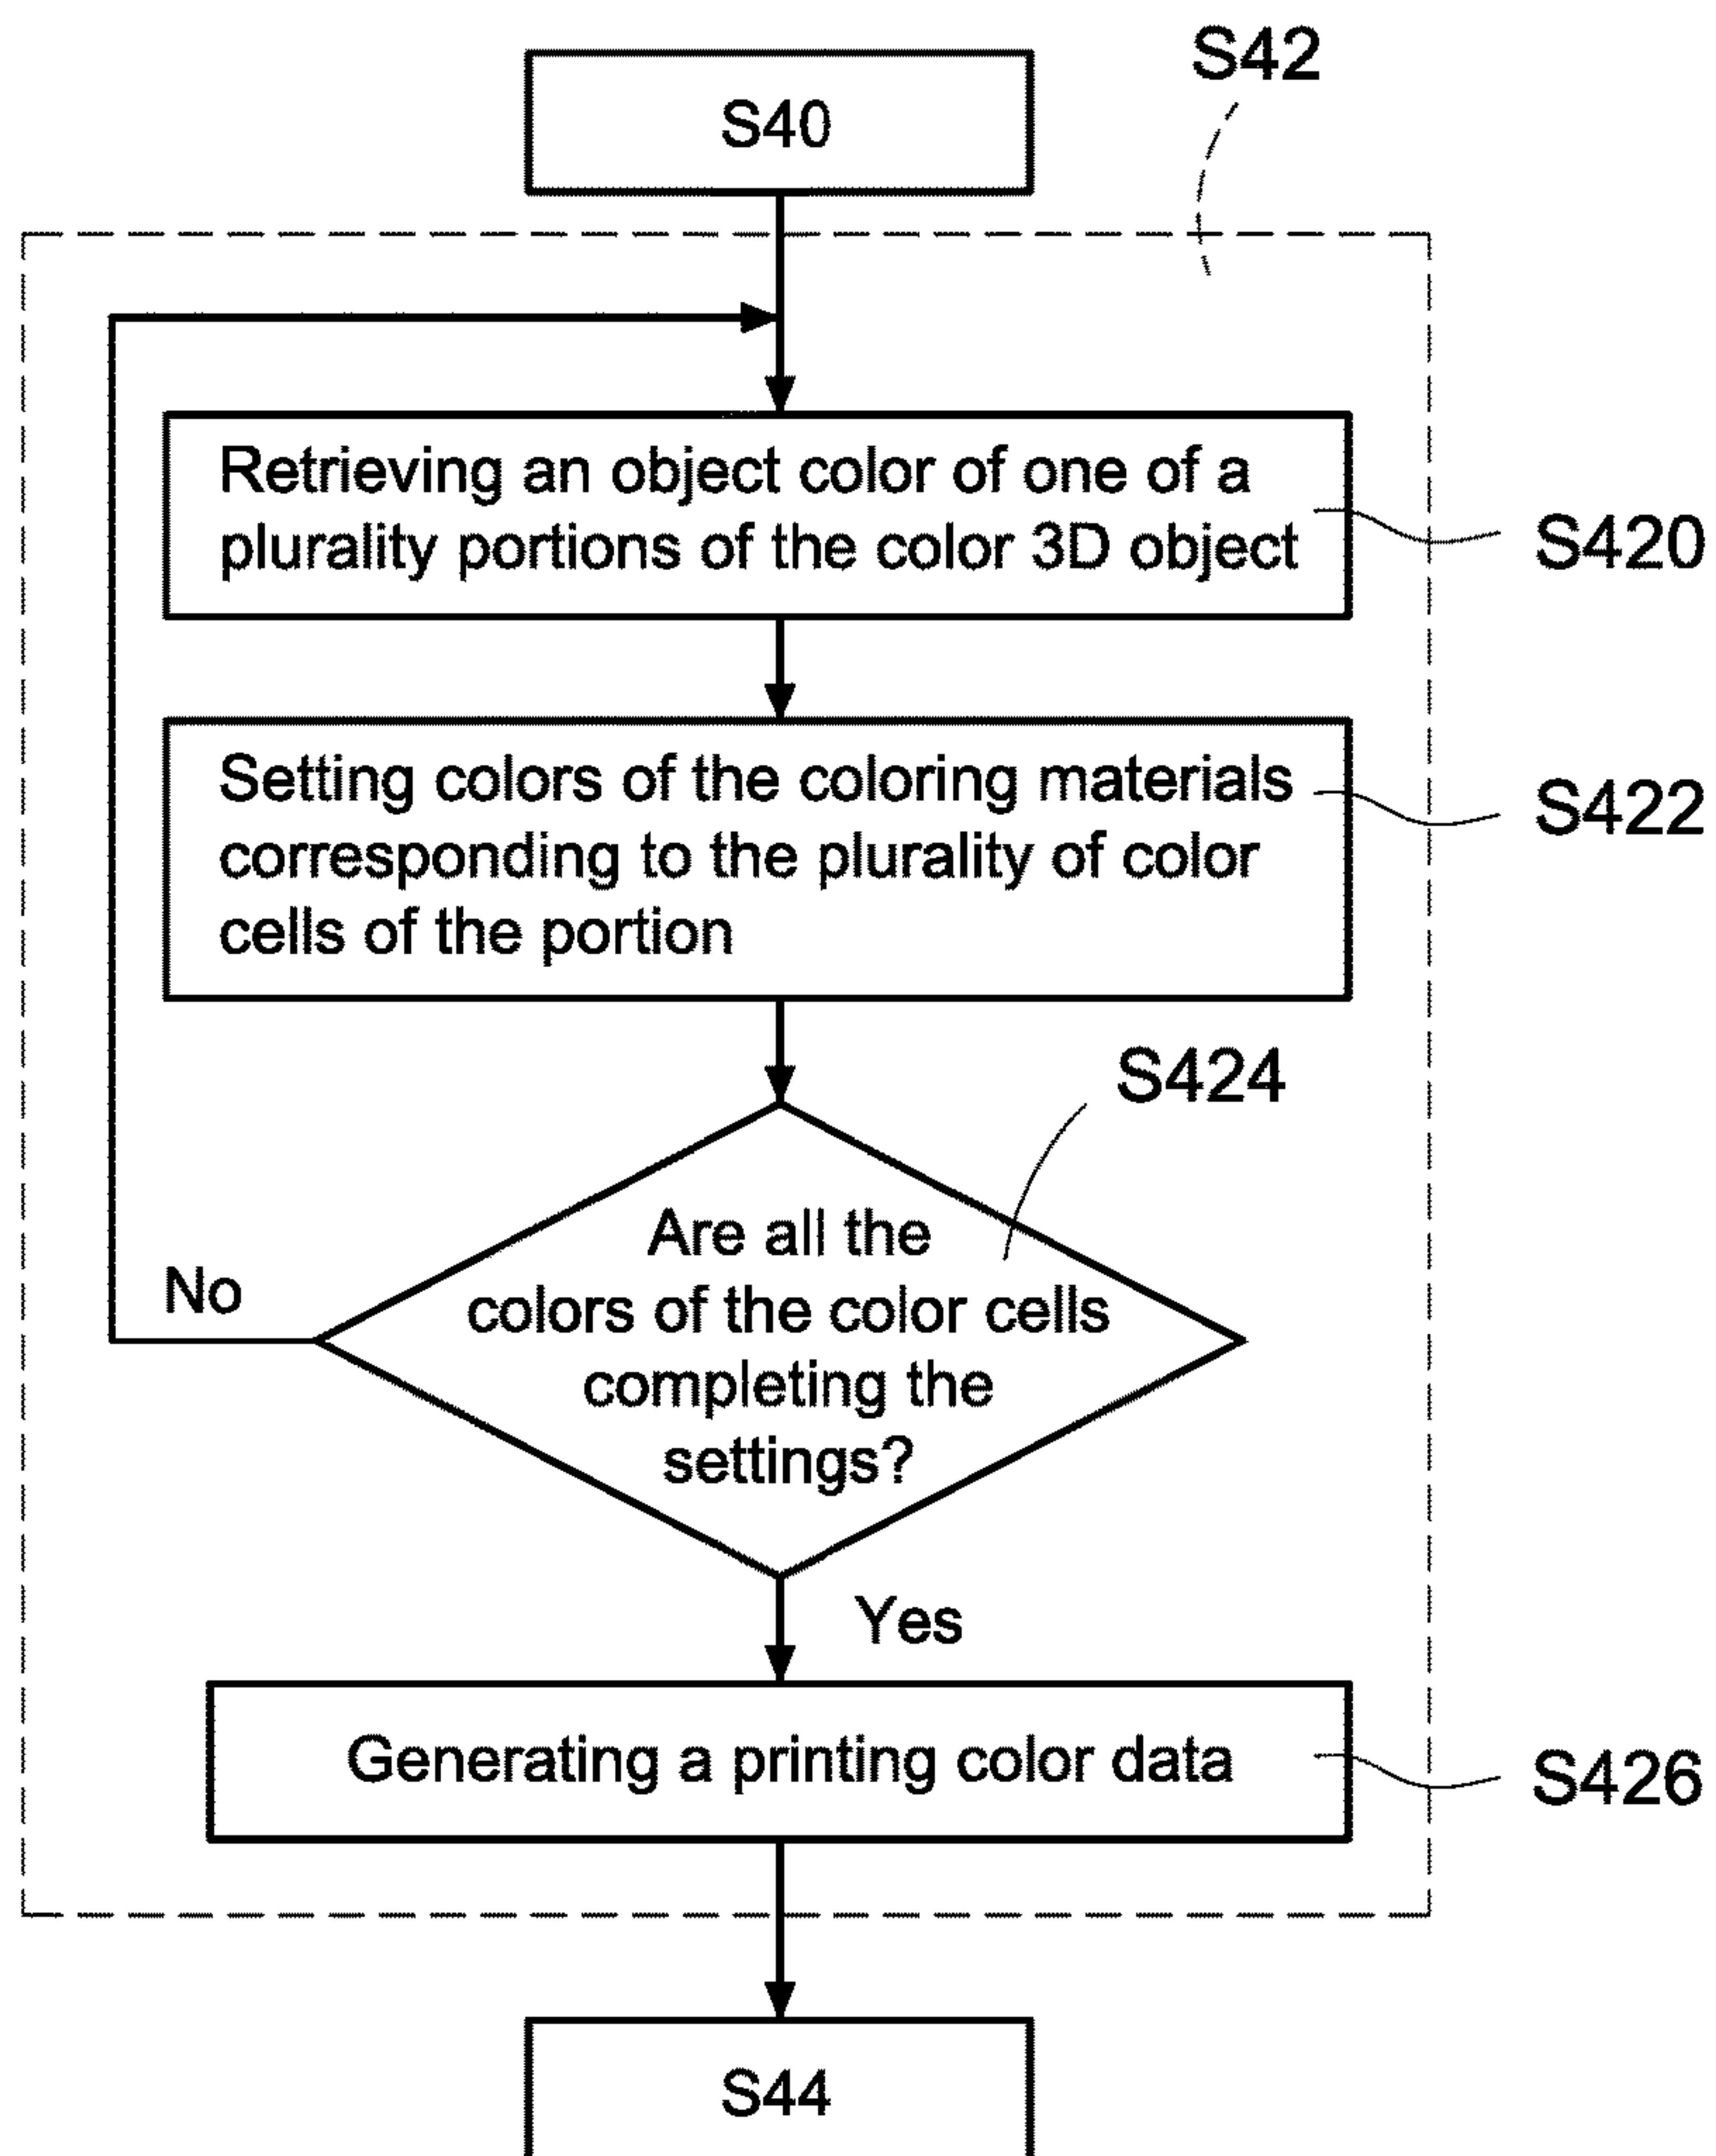 S42
S40
Retrieving an object color of one of a
plurality portions of the color 3D object
S420
Setting colors of the coloring materials
corresponding to the plurality of color
cells of the portion
S422
S424
Are all the
colors of the color cells
completing the
settings?
No
Yes
Generating a printing color data
S426
S44